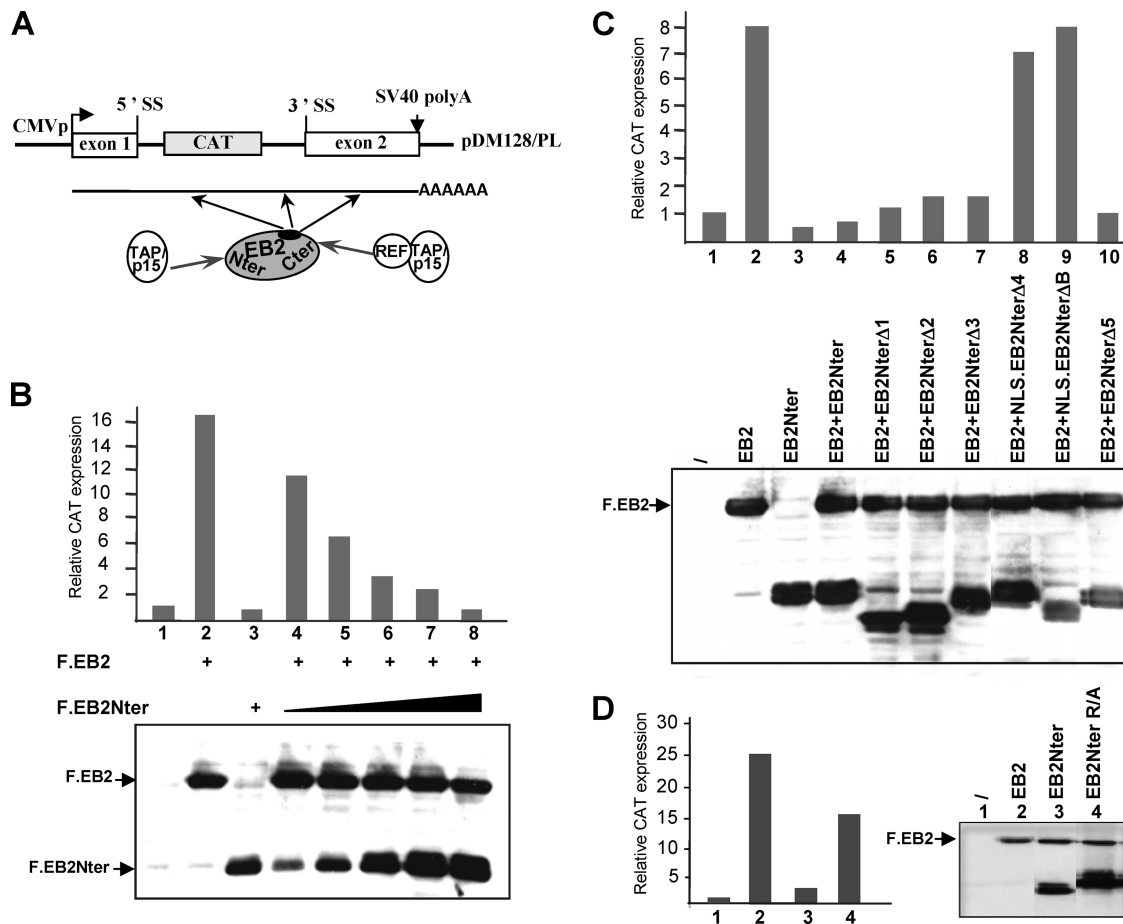 A
5 ' SS
3 ' SS
SV40 polyA
CMVp
exon 1
CAT
exon 2
pDM128/PL
AAAAAA
TAP/
p15
EB2
Nter
Cter
REF
TAP/
p15
B
Relative CAT expression
16
14
12
10
8
6
4
2
1 2 3 4 5 6 7 8
F.EB2 + + + + + +
F.EB2Nter +
F.EB2
F.EB2Nter
C
Relative CAT expression
8
7
6
5
4
3
2
1
1 2 3 4 5 6 7 8 9 10
/
EB2
EB2Nter
EB2+EB2Nter
EB2+EB2NterΔ1
EB2+EB2NterΔ2
EB2+EB2NterΔ3
EB2+NLS.EB2NterΔ4
EB2+NLS.EB2NterΔB
EB2+EB2NterΔ5
F.EB2
D
Relative CAT expression
30
25
20
15
10
5
1 2 3 4
/
EB2
EB2Nter
EB2Nter R/A
1 2 3 4
F.EB2